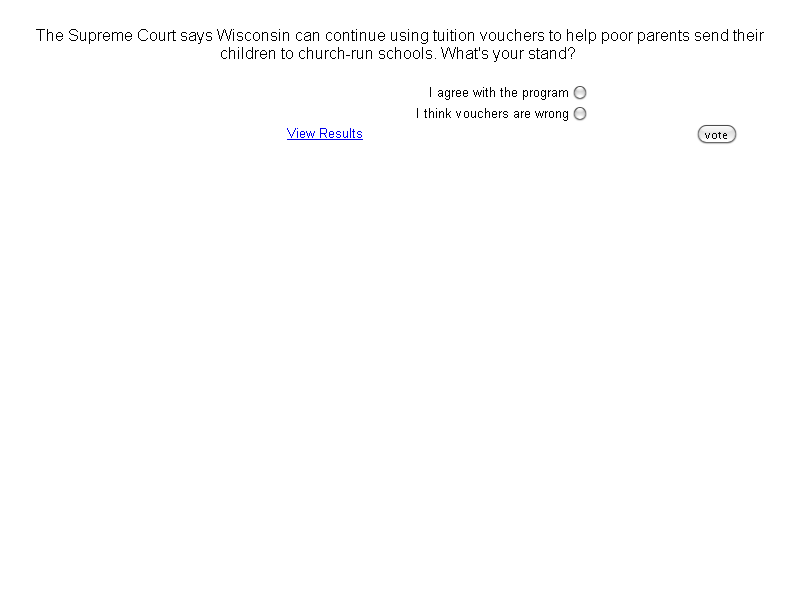 The Supreme Court says Wisconsin can continue using tuition vouchers to help poor parents send their
children to church-run schools. What's your stand?
I agree with the program
I think vouchers are wrong
View Results
vote